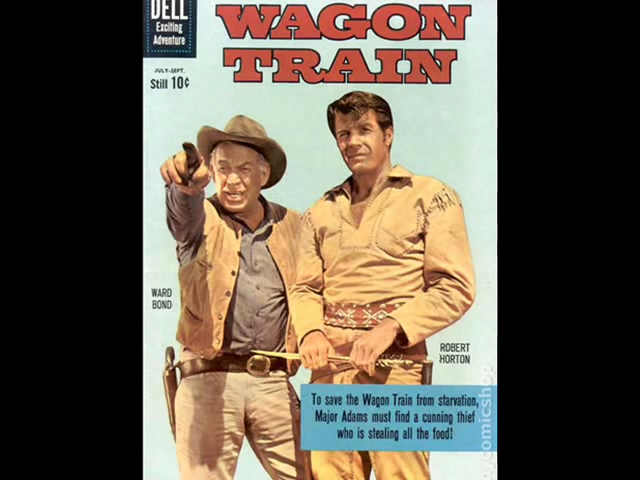 DELL
Exciting
Adventure
WAGON
TRAIN
JULY-SEPT.
Still 10¢
WARD
BOND
ROBERT
HORTON
To save the Wagon Train from starvation,
Major Adams must find a cunning thief
who is stealing all the food!
ycomicshop